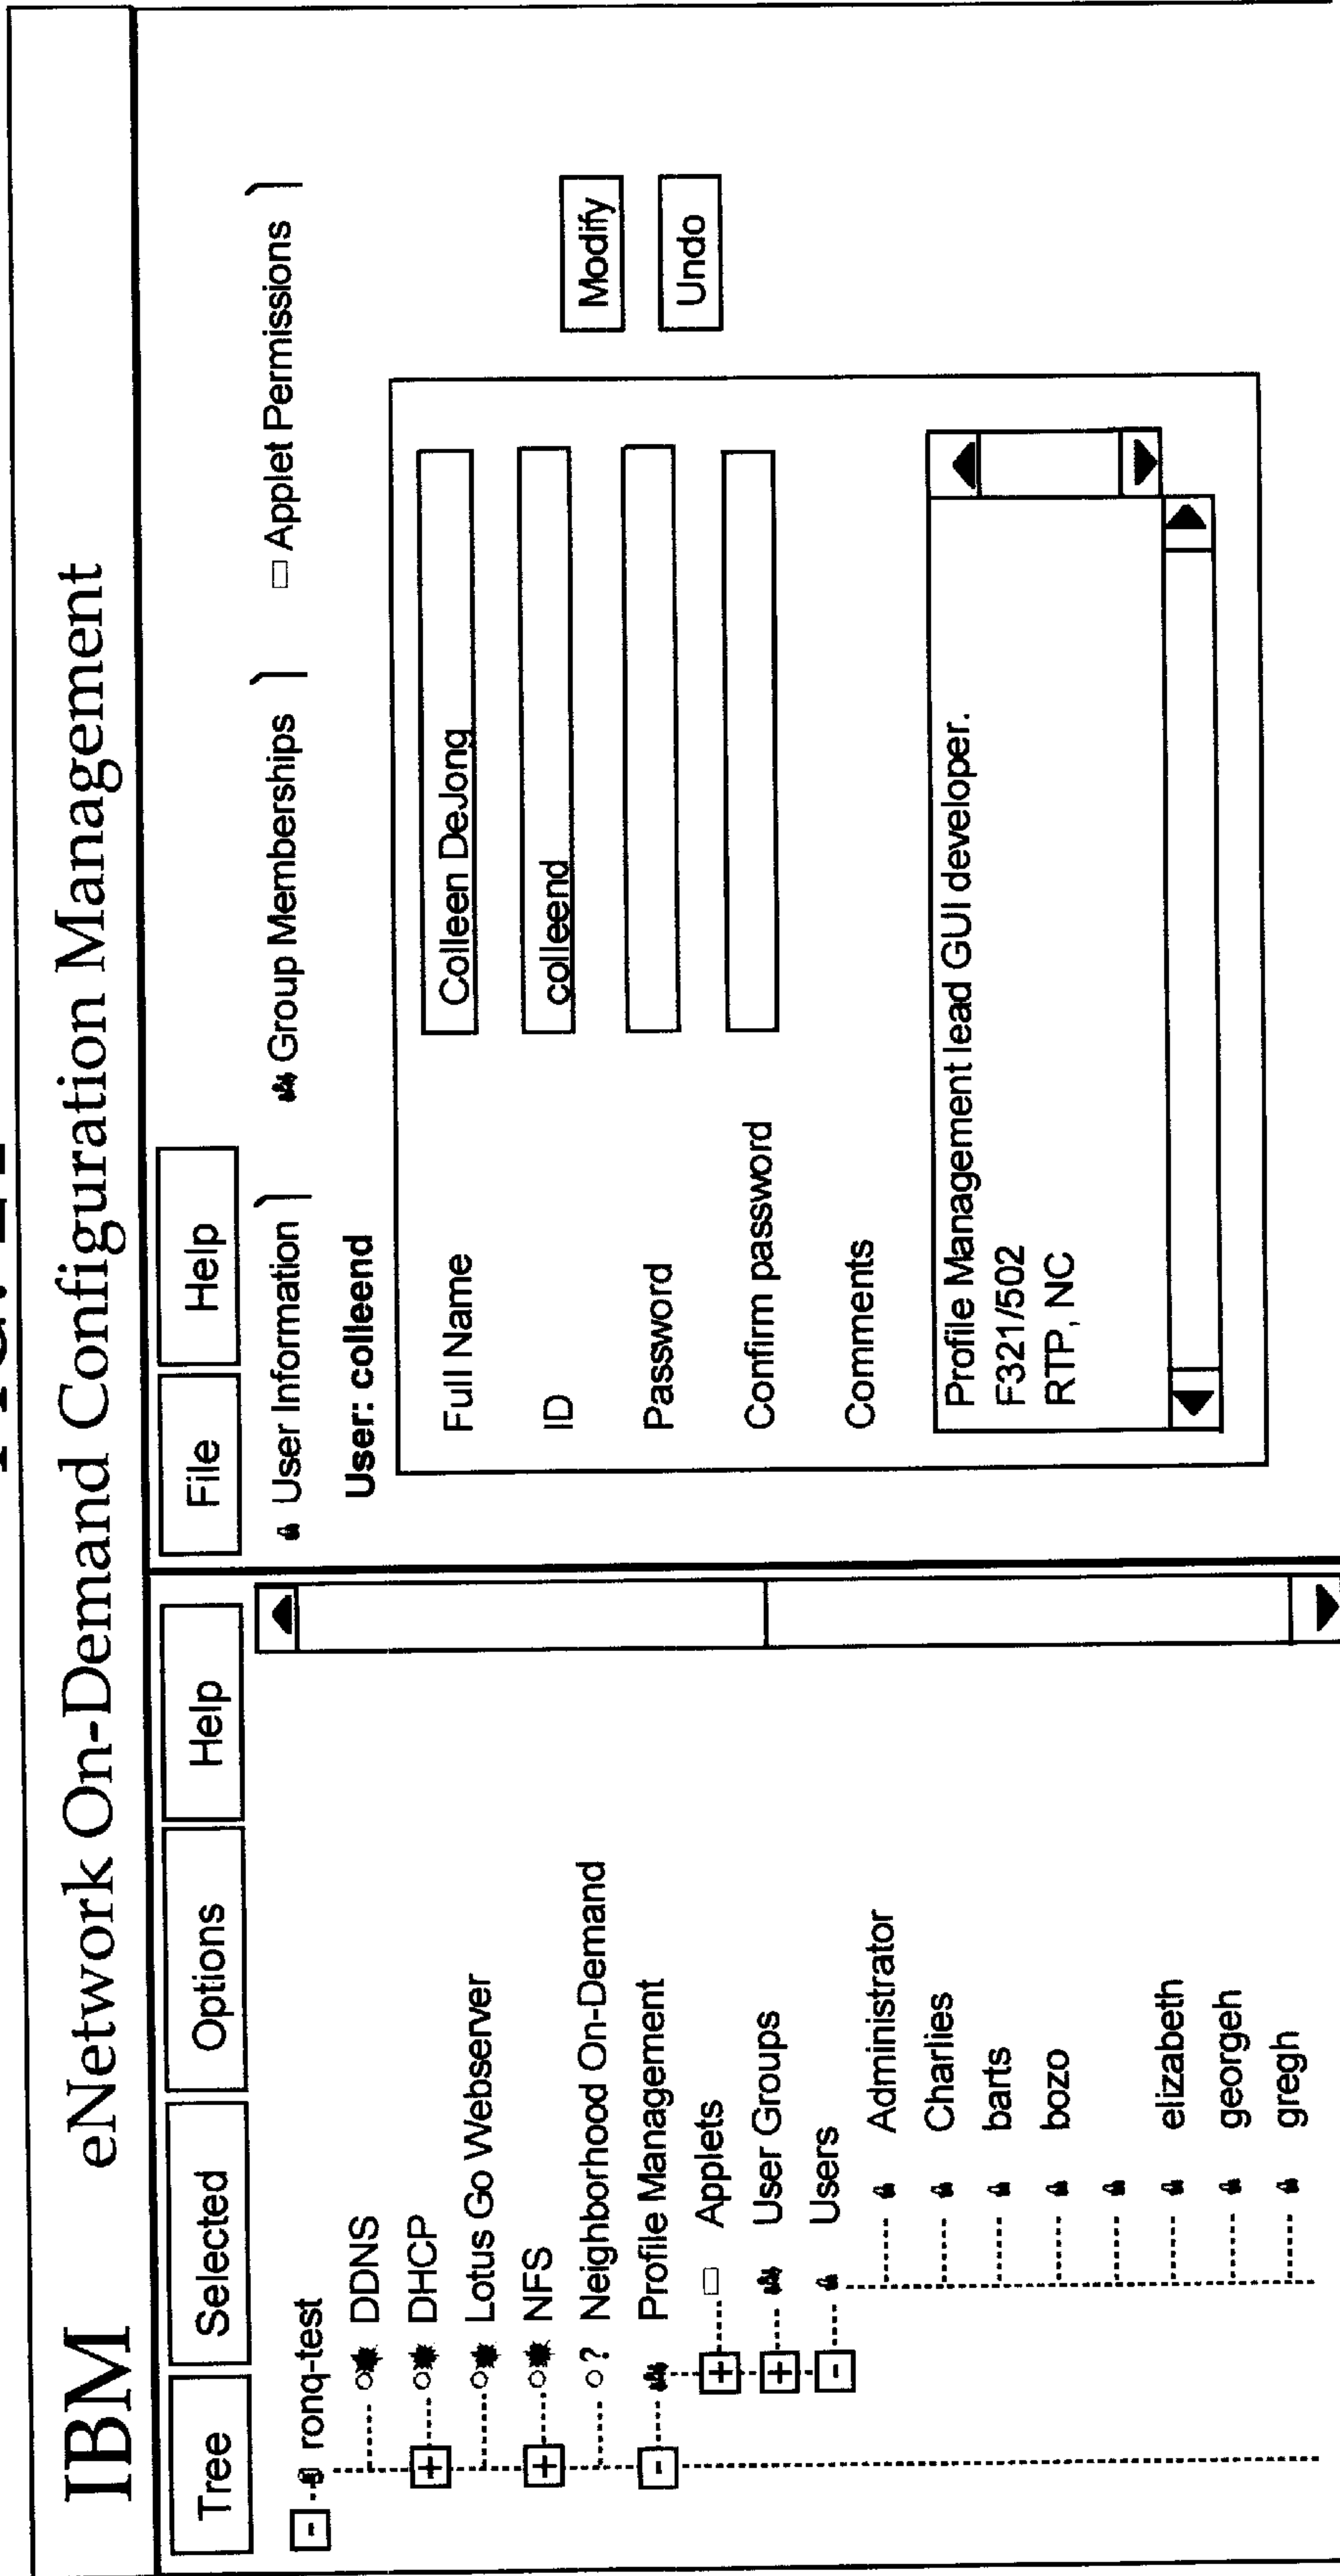 IBM eNetwork On-Demand Configuration Management
Tree Selected Options Help
ronq-test
DDNS
DHCP
Lotus Go Webserver
NFS
? Neighborhood On-Demand
Profile Management
Applets
User Groups
Users
Administrator
Charlies
barts
bozo
elizabeth
georgeh
gregh
File Help
User Information
Group Memberships
Applet Permissions
User: colleend
Full Name Colleen DeJong
ID colleend
Password
Confirm password
Comments
Profile Management lead GUI developer.
F321/502
RTP, NC
Modify
Undo